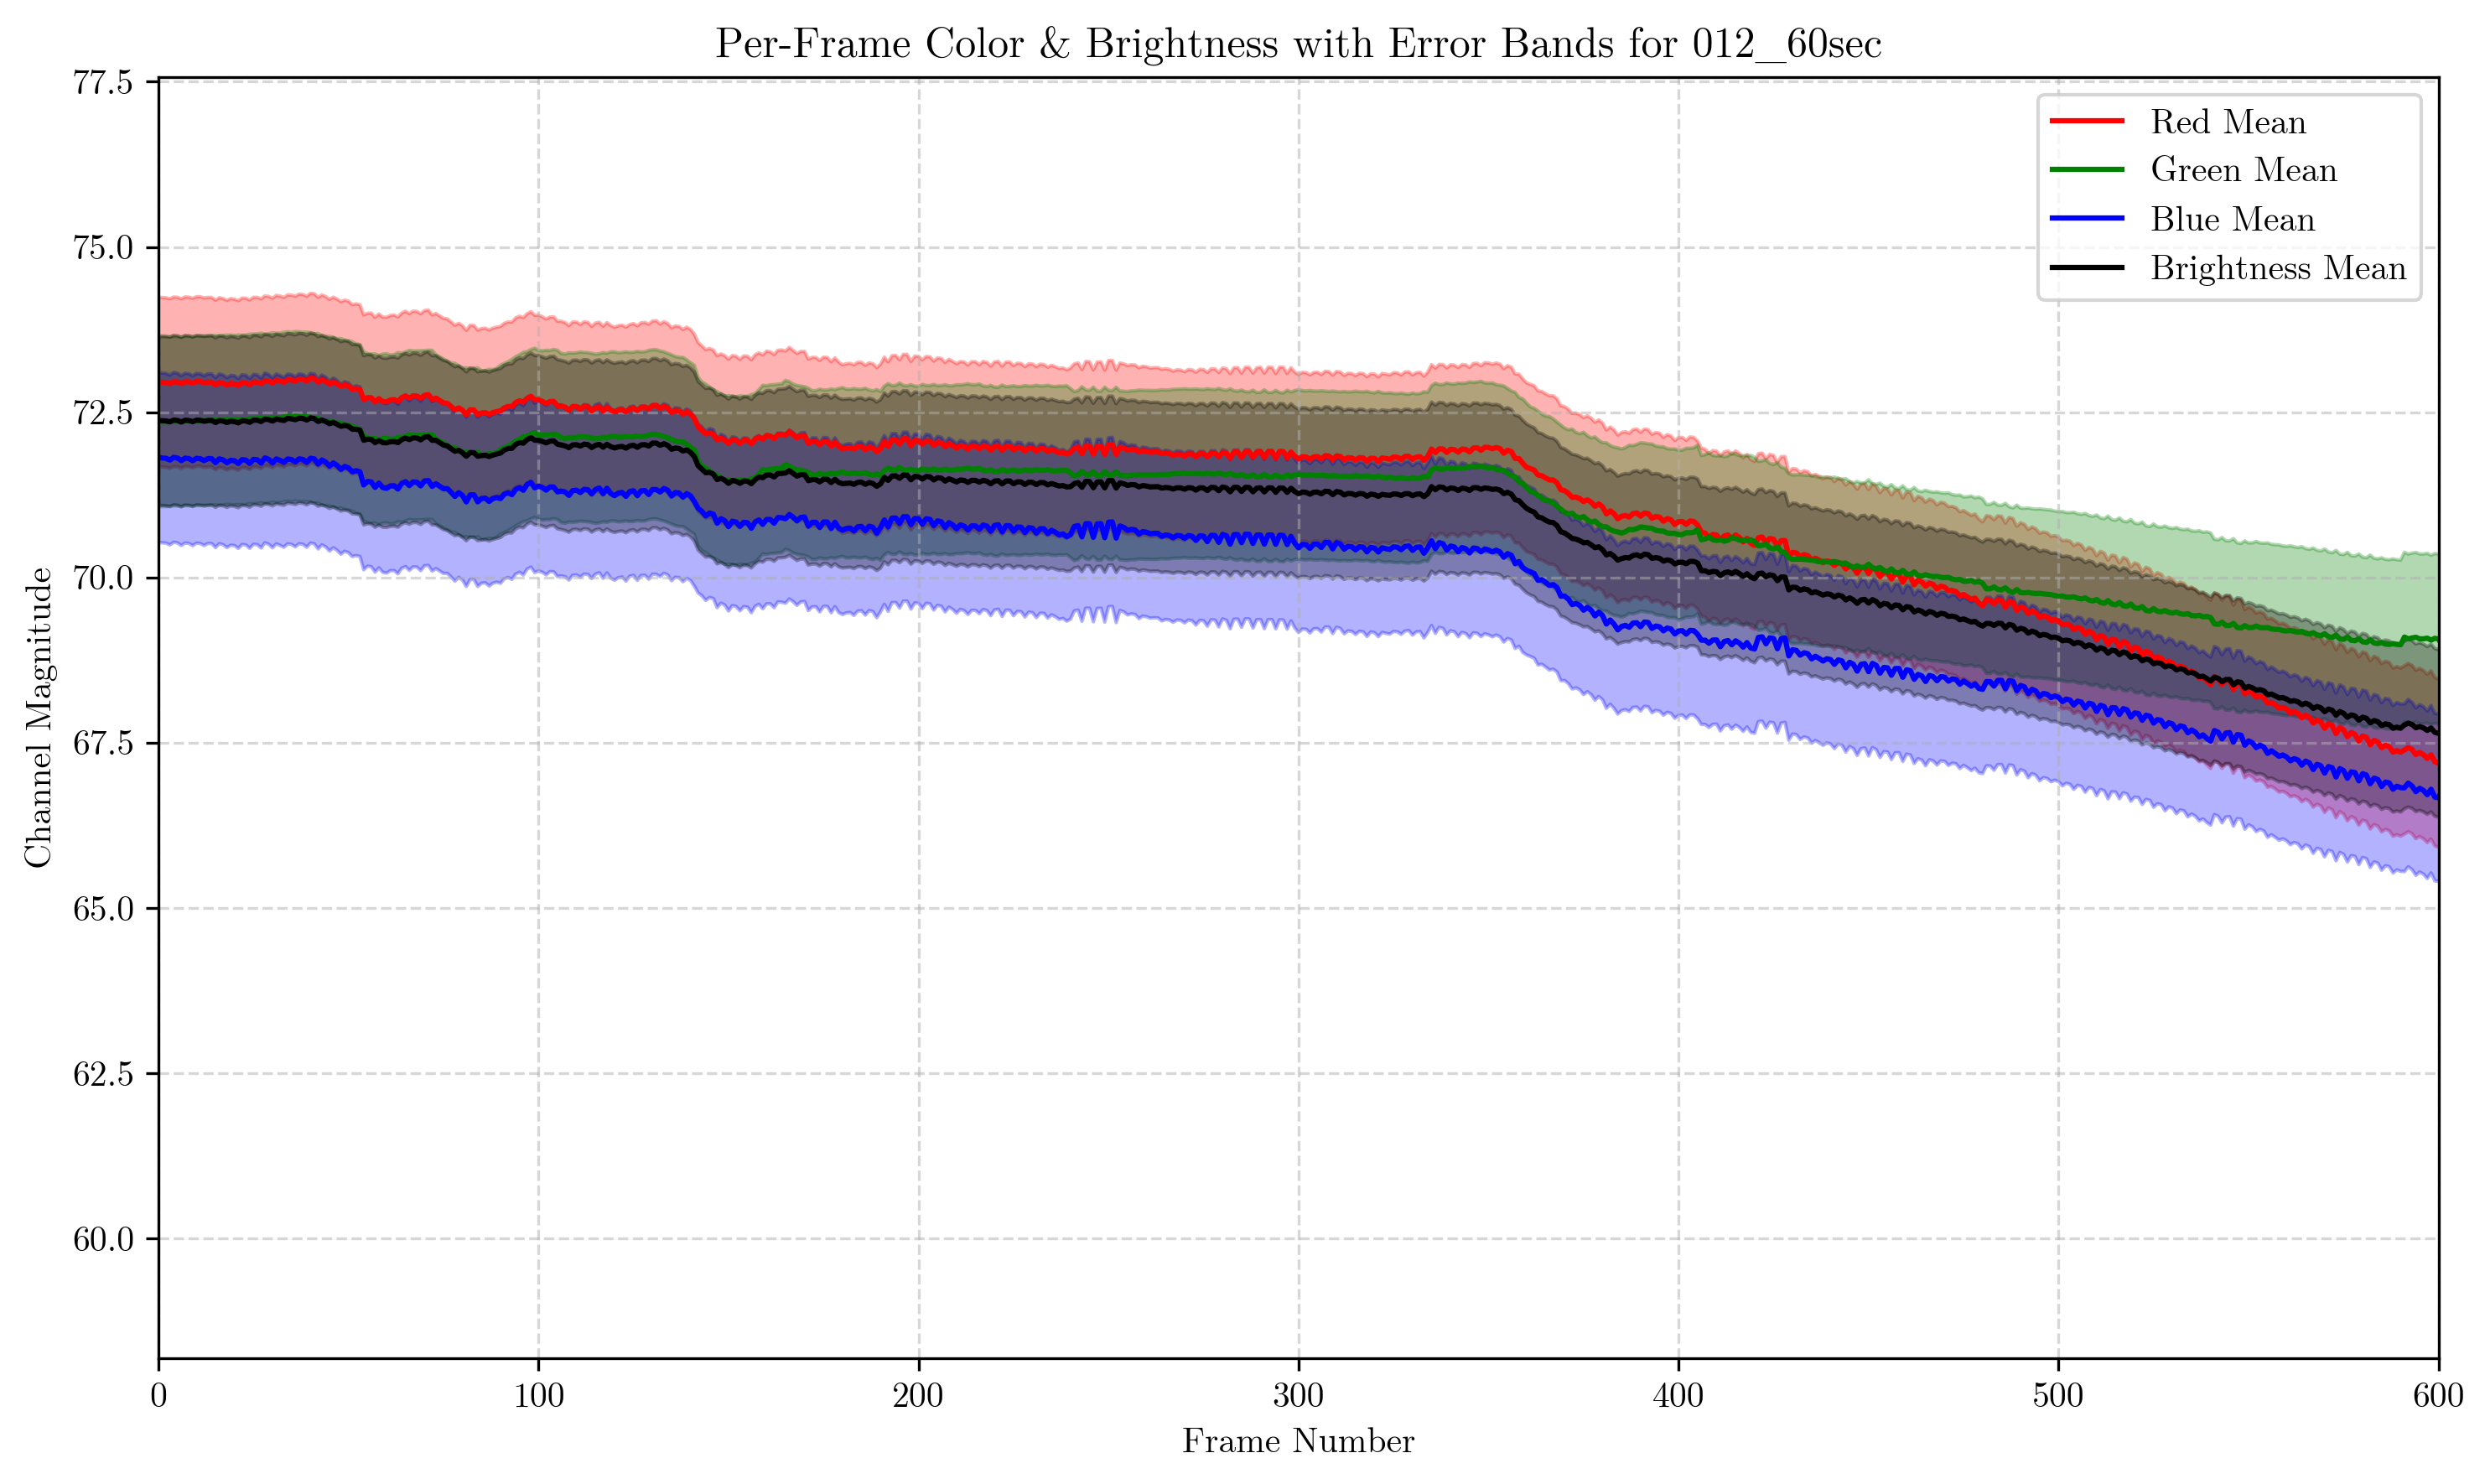 Per-Frame Color & Brightness with Error Bands for 012_60sec
77.5
75.0
72.5
70.0
67.5
65.0
62.5
60.0
Channel Magnitude
Red Mean
Green Mean
Blue Mean
Brightness Mean
0 100 200 300 400 500 600
Frame Number